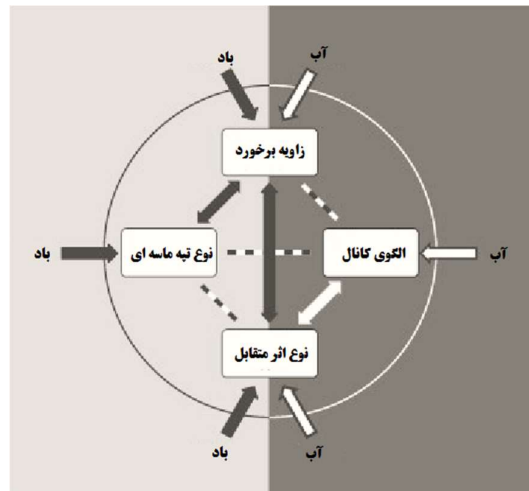 باد
آب
زاویه برخورد
باد
نوع تپه ماسه ای
الگوی کانال
آب
نوع اثر متقابل
باد
آب